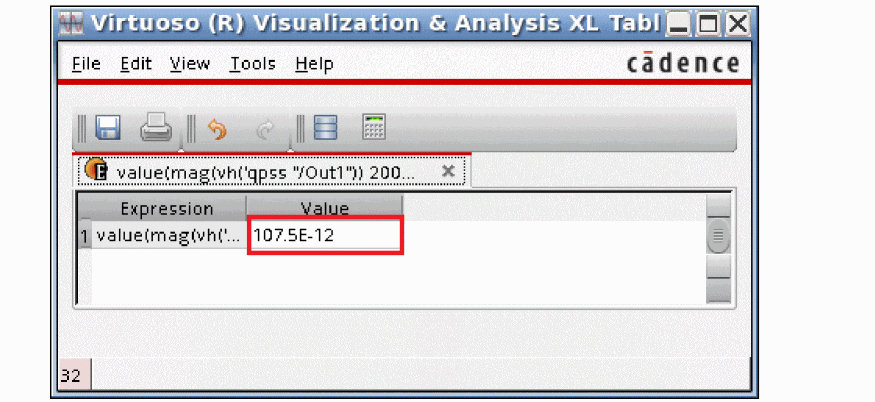 Virtuoso (R) Visualization & Analysis XL Tabl
File Edit View Tools Help
cādence
value(mag(vh('qpss "/Out1")) 200...
Expression Value
1 value(mag(vh('... 107.5E-12
32